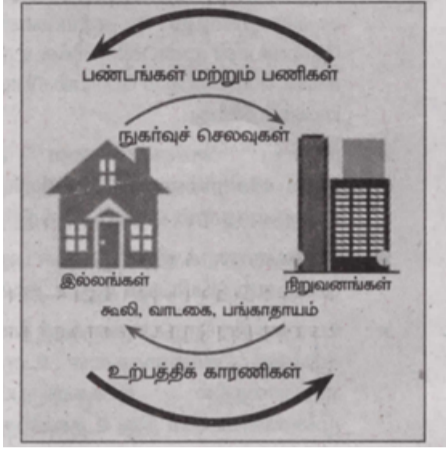 பண்டங்கள் மற்றும் பணிகள்
நுகர்வுச் செலவுகள்
இல்லங்கள்
நிறுவனங்கள்
கூலி, வாடகை, பங்காதாயம்
உற்பத்திக் காரணிகள்